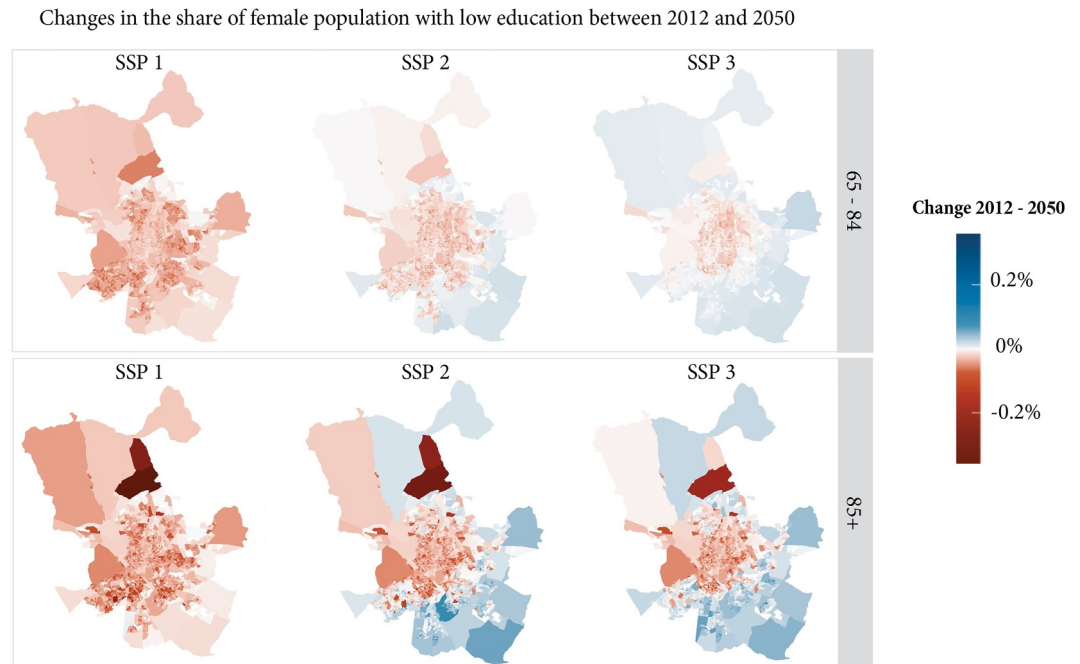 Changes in the share of female population with low education between 2012 and 2050
SSP 1
SSP 2
SSP 3
65 - 84
SSP 1
SSP 2
SSP 3
85+
Change 2012 - 2050
0.2%
0%
-0.2%